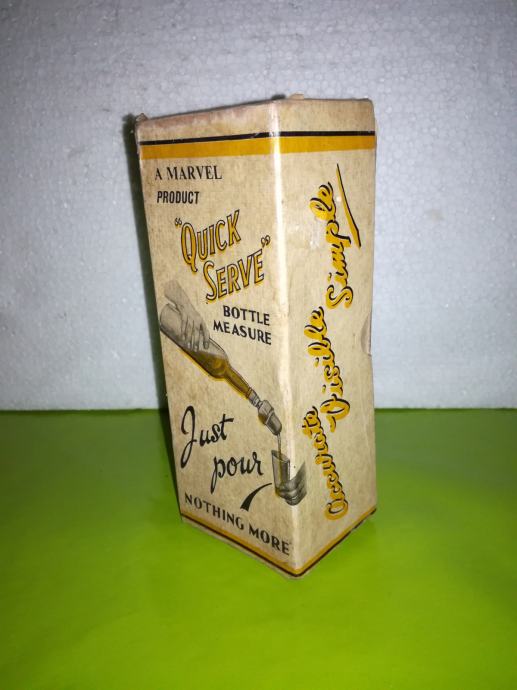 A MARVEL
PRODUCT
"QUICK
SERVE"
BOTTLE
MEASURE
Just
pour
NOTHING MORE
Accurate Visible Simple